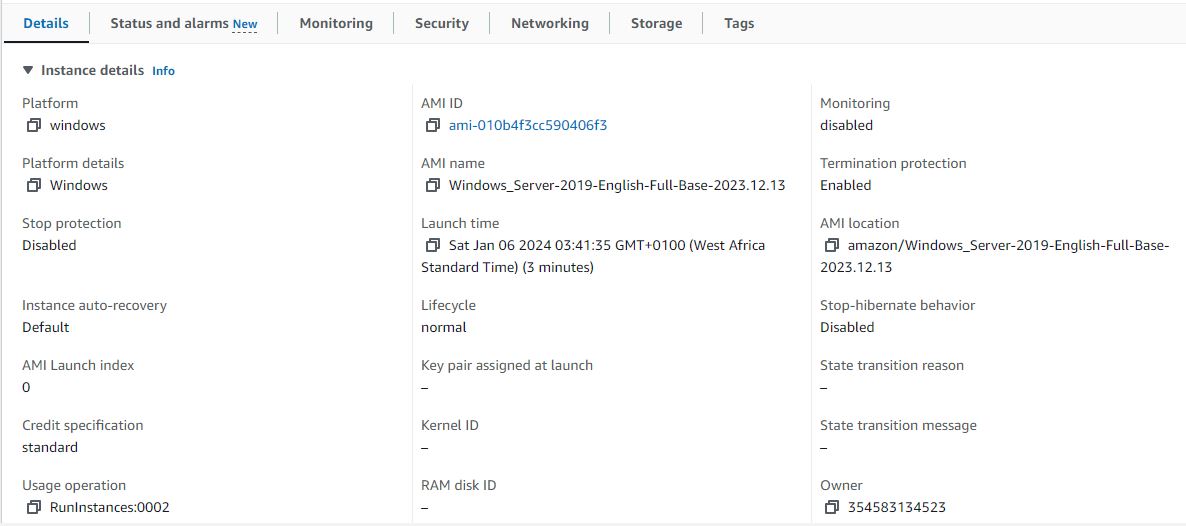 Details
Status and alarms New
Monitoring
Security
Networking
Storage
Tags
Instance details Info
Platform
windows
AMI ID
ami-010b4f3cc590406f3
Monitoring
disabled
Platform details
Windows
AMI name
Windows_Server-2019-English-Full-Base-2023.12.13
Termination protection
Enabled
Stop protection
Disabled
Launch time
Sat Jan 06 2024 03:41:35 GMT+0100 (West Africa
Standard Time) (3 minutes)
AMI location
amazon/Windows_Server-2019-English-Full-Base-
2023.12.13
Instance auto-recovery
Default
Lifecycle
normal
Stop-hibernate behavior
Disabled
AMI Launch index
0
Key pair assigned at launch
–
State transition reason
–
Credit specification
standard
Kernel ID
–
State transition message
–
Usage operation
RunInstances:0002
RAM disk ID
–
Owner
354583134523